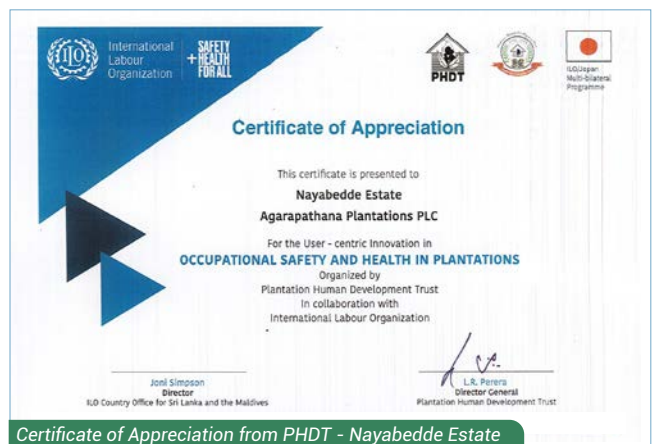 International
Labour
Organization
SAFETY
+ HEALTH
FOR ALL
PHDT
ILO/Japan
Multi-bilateral
Programme
Certificate of Appreciation
This certificate is presented to
Nayabedde Estate
Agarapathana Plantations PLC
For the User - centric Innovation in
OCCUPATIONAL SAFETY AND HEALTH IN PLANTATIONS
Organized by
Plantation Human Development Trust
In collaboration with
International Labour Organization
Joni Simpson
Director
ILO Country Office for Sri Lanka and the Maldives
L.R. Perera
Director General
Plantation Human Development Trust
Certificate of Appreciation from PHDT - Nayabedde Estate